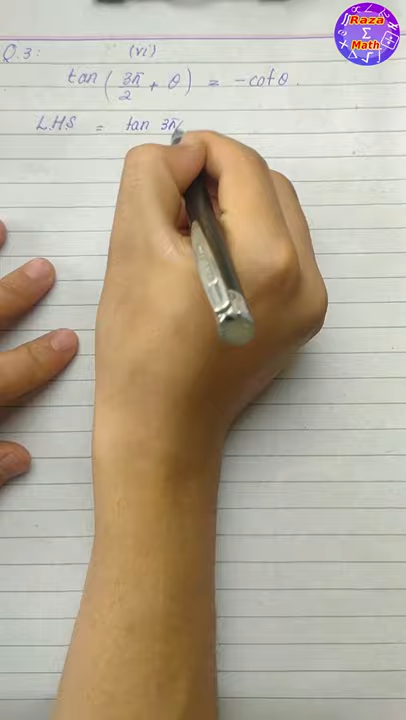 Raza
Σ
Math
Q.3: (vi)
tan ( 3π/2 + θ ) = -cotθ.
L.H.S = tan 3π/